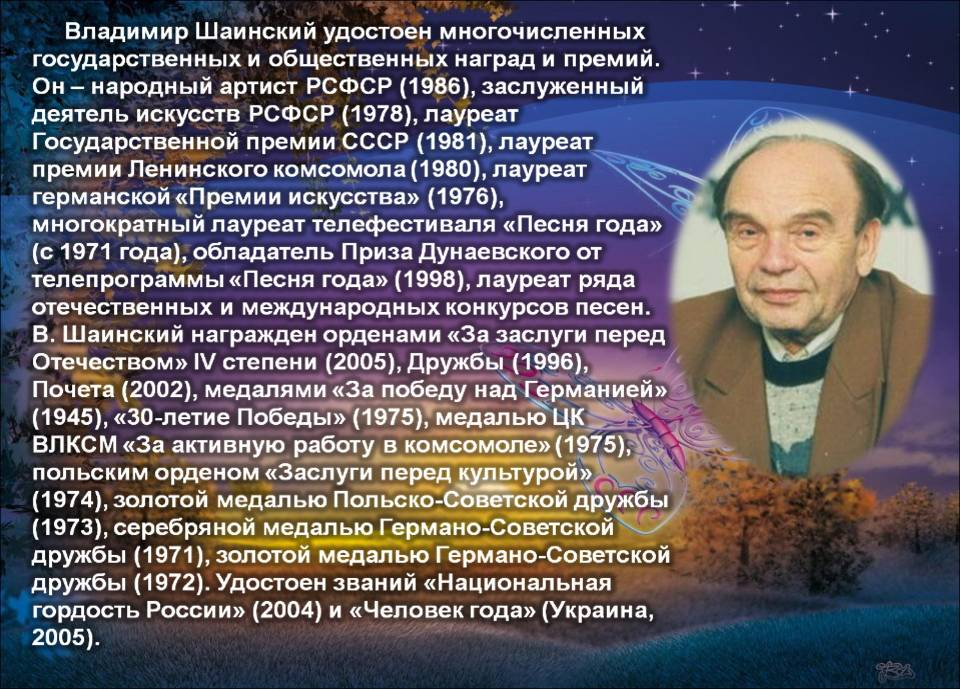 Владимир Шаинский удостоен многочисленных
государственных и общественных наград и премий.
Он – народный артист РСФСР (1986), заслуженный
деятель искусств РСФСР (1978), лауреат
Государственной премии СССР (1981), лауреат
премии Ленинского комсомола (1980), лауреат
германской «Премии искусства» (1976),
многократный лауреат телефестиваля «Песня года»
(с 1971 года), обладатель Приза Дунаевского от
телепрограммы «Песня года» (1998), лауреат ряда
отечественных и международных конкурсов песен.
В. Шаинский награжден орденами «За заслуги перед
Отечеством» IV степени (2005), Дружбы (1996),
Почета (2002), медалями «За победу над Германией»
(1945), «30-летие Победы» (1975), медалью ЦК
ВЛКСМ «За активную работу в комсомоле» (1975),
польским орденом «Заслуги перед культурой»
(1974), золотой медалью Польско-Советской дружбы
(1973), серебряной медалью Германо-Советской
дружбы (1971), золотой медалью Германо-Советской
дружбы (1972). Удостоен званий «Национальная
гордость России» (2004) и «Человек года» (Украина,
2005).